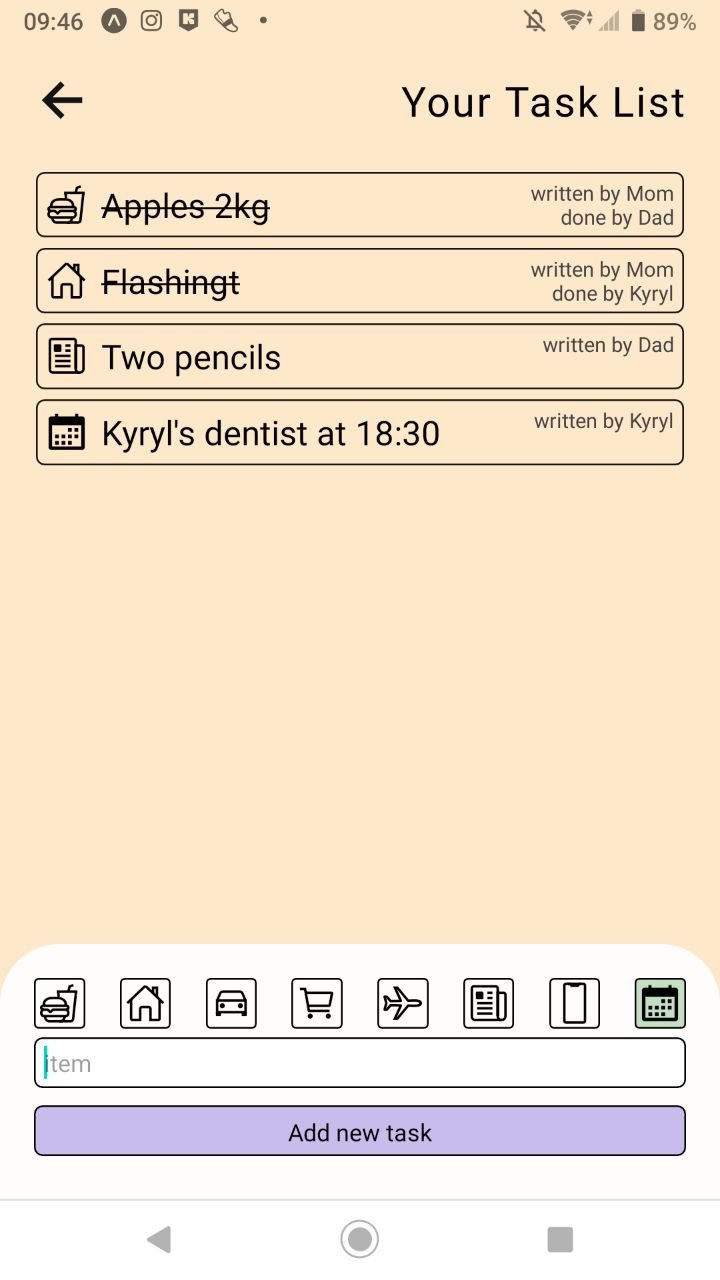 09:46
89%
Your Task List
Apples 2kg
written by Mom
done by Dad
Flashingt
written by Mom
done by Kyryl
Two pencils
written by Dad
Kyryl's dentist at 18:30
written by Kyryl
item
Add new task